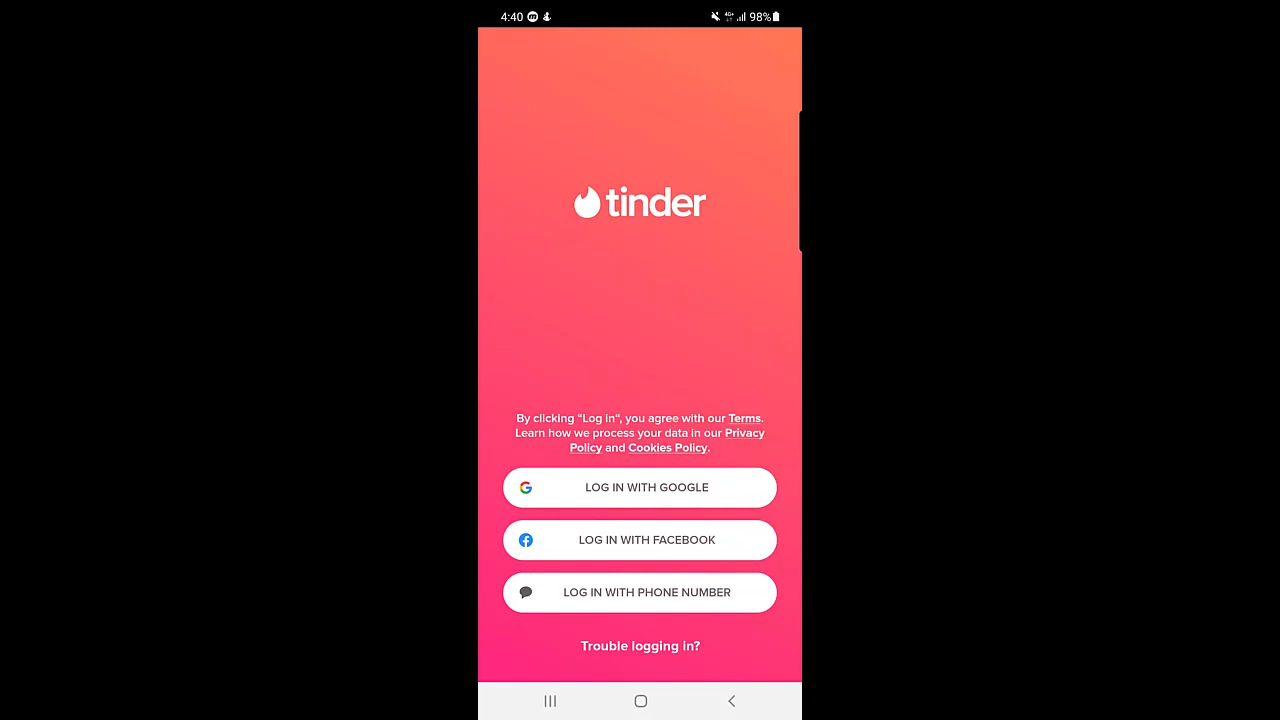 4:40
4G+
98%
tinder
By clicking “Log in“, you agree with our Terms.
Learn how we process your data in our Privacy
Policy and Cookies Policy.
LOG IN WITH GOOGLE
LOG IN WITH FACEBOOK
LOG IN WITH PHONE NUMBER
Trouble logging in?